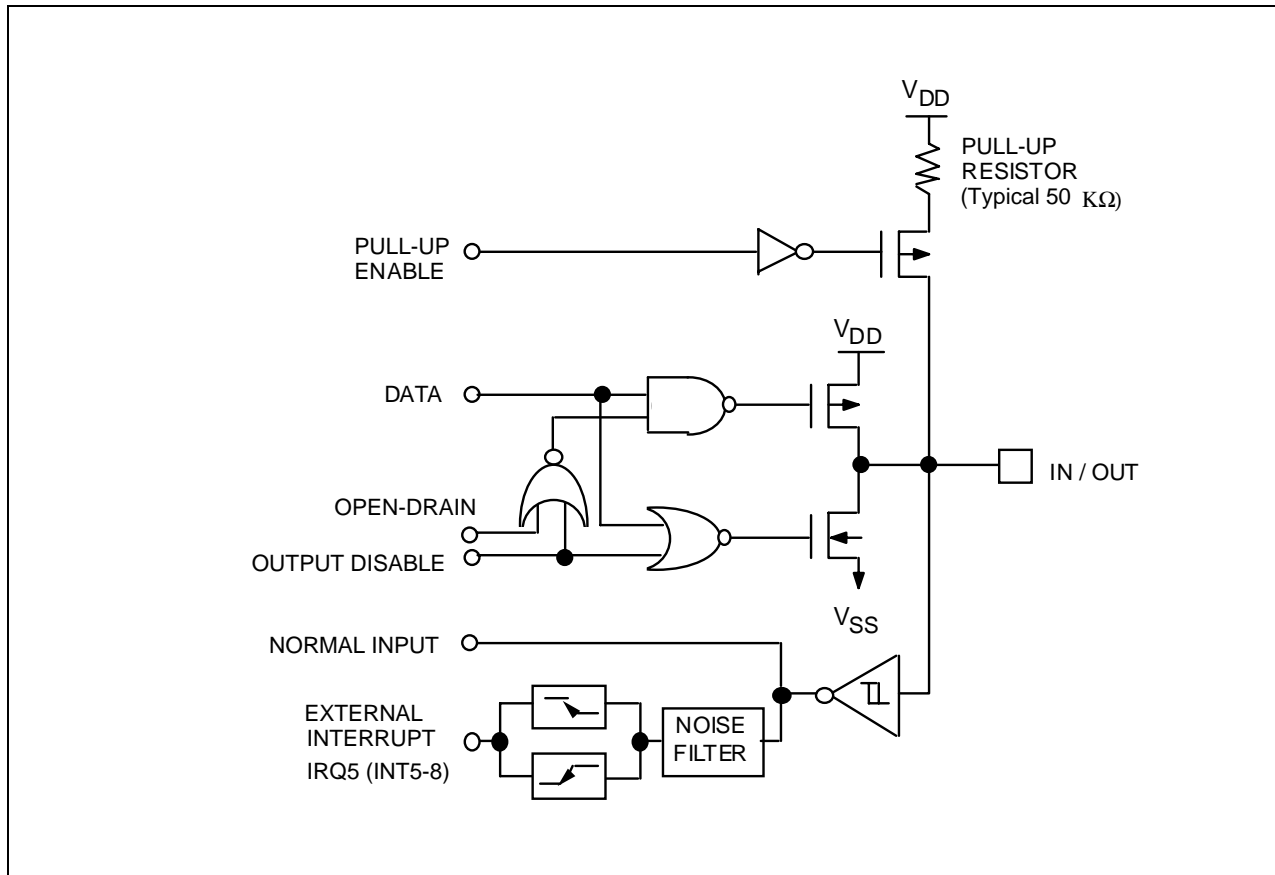 VDD
PULL-UP
RESISTOR
(Typical 50 KΩ)
PULL-UP
ENABLE
VDD
DATA
IN / OUT
OPEN-DRAIN
OUTPUT DISABLE
VSS
NORMAL INPUT
EXTERNAL
INTERRUPT
IRQ5 (INT5-8)
NOISE
FILTER